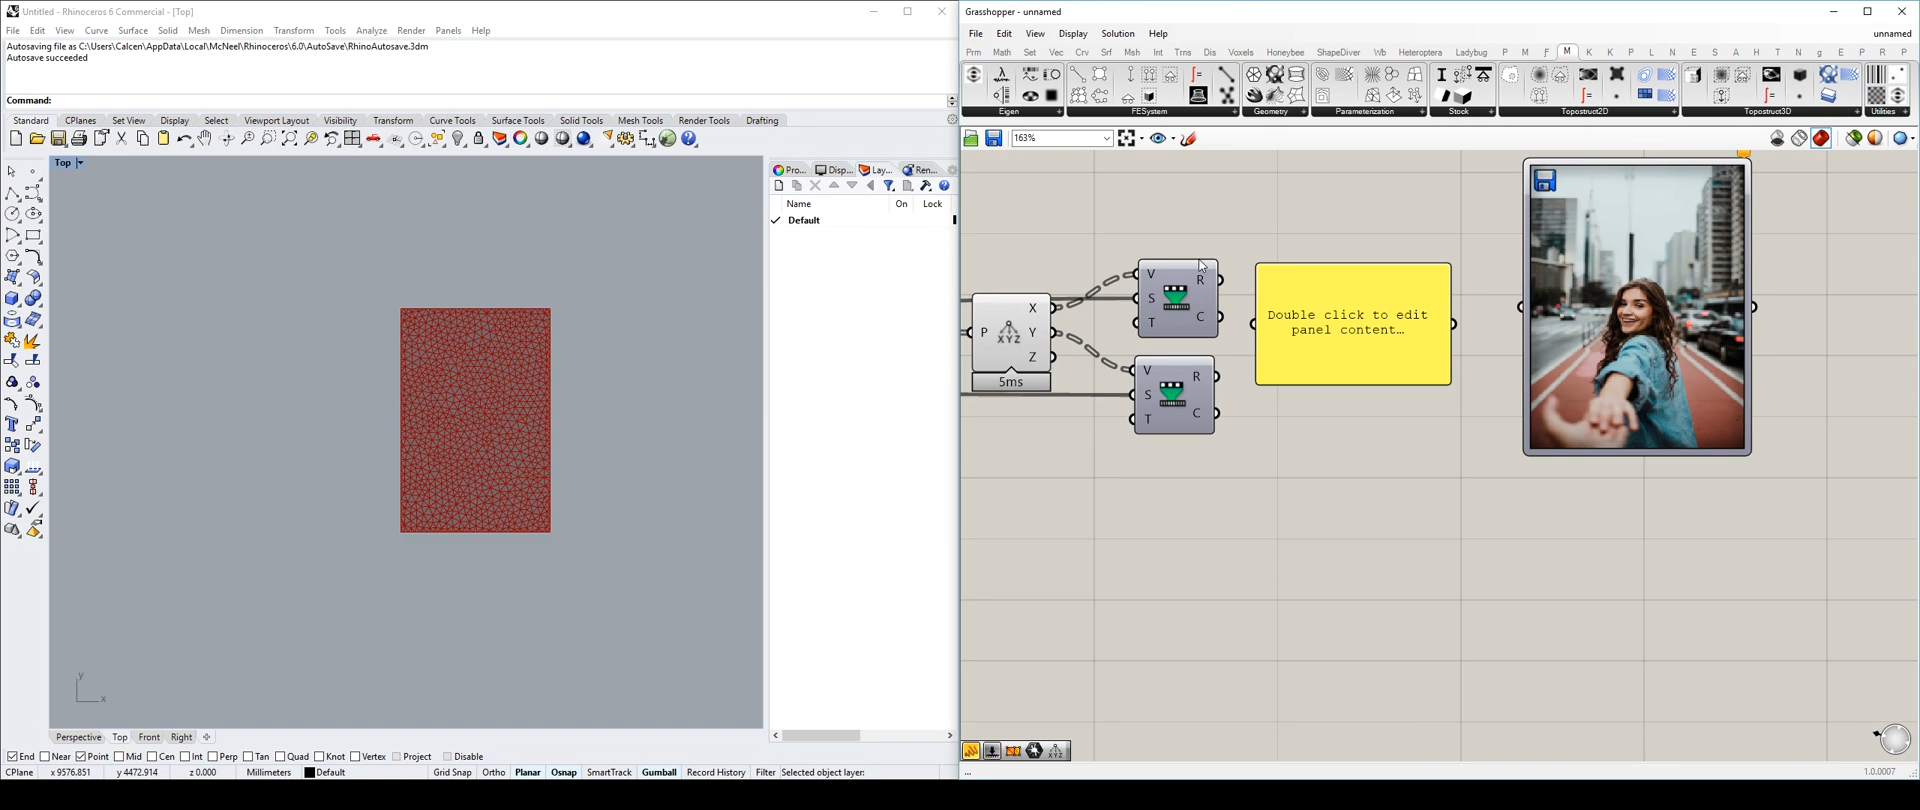 Untitled - Rhinoceros 6 Commercial - [Top]
File Edit View Curve Surface Solid Mesh Dimension Transform Tools Analyze Render Panels Help
Autosaving file as C:\Users\Calcen\AppData\Local\McNeel\Rhinoceros\6.0\AutoSave\RhinoAutosave.3dm
Autosave succeeded
Command:
Standard CPlanes Set View Display Select Viewport Layout Visibility Transform Curve Tools Surface Tools Solid Tools Mesh Tools Render Tools Drafting
Top
Pro... Disp... Lay... Ren...
Name On Lock
Default
y
x
Perspective Top Front Right
End Near Point Mid Cen Int Perp Tan Quad Knot Vertex Project Disable
CPlane x 9576.851 y 4472.914 z 0.000 Millimeters Default Grid Snap Ortho Planar Osnap SmartTrack Gumball Record History Filter Selected object layer:
Grasshopper - unnamed
File Edit View Display Solution Help unnamed
Prm Math Set Vec Crv Srf Msh Int Trns Dis Voxels Honeybee ShapeDiver Wb Heteroptera Ladybug P M F M K K P L N E S A H T N g E P R P
Eigen FESystem Geometry Parameterization Stock Topostruct2D Topostruct3D Utilities
163%
P X Y Z
XYZ
5ms
V S T R C
V S T R C
Double click to edit
panel content…
XYZ
... 1.0.0007